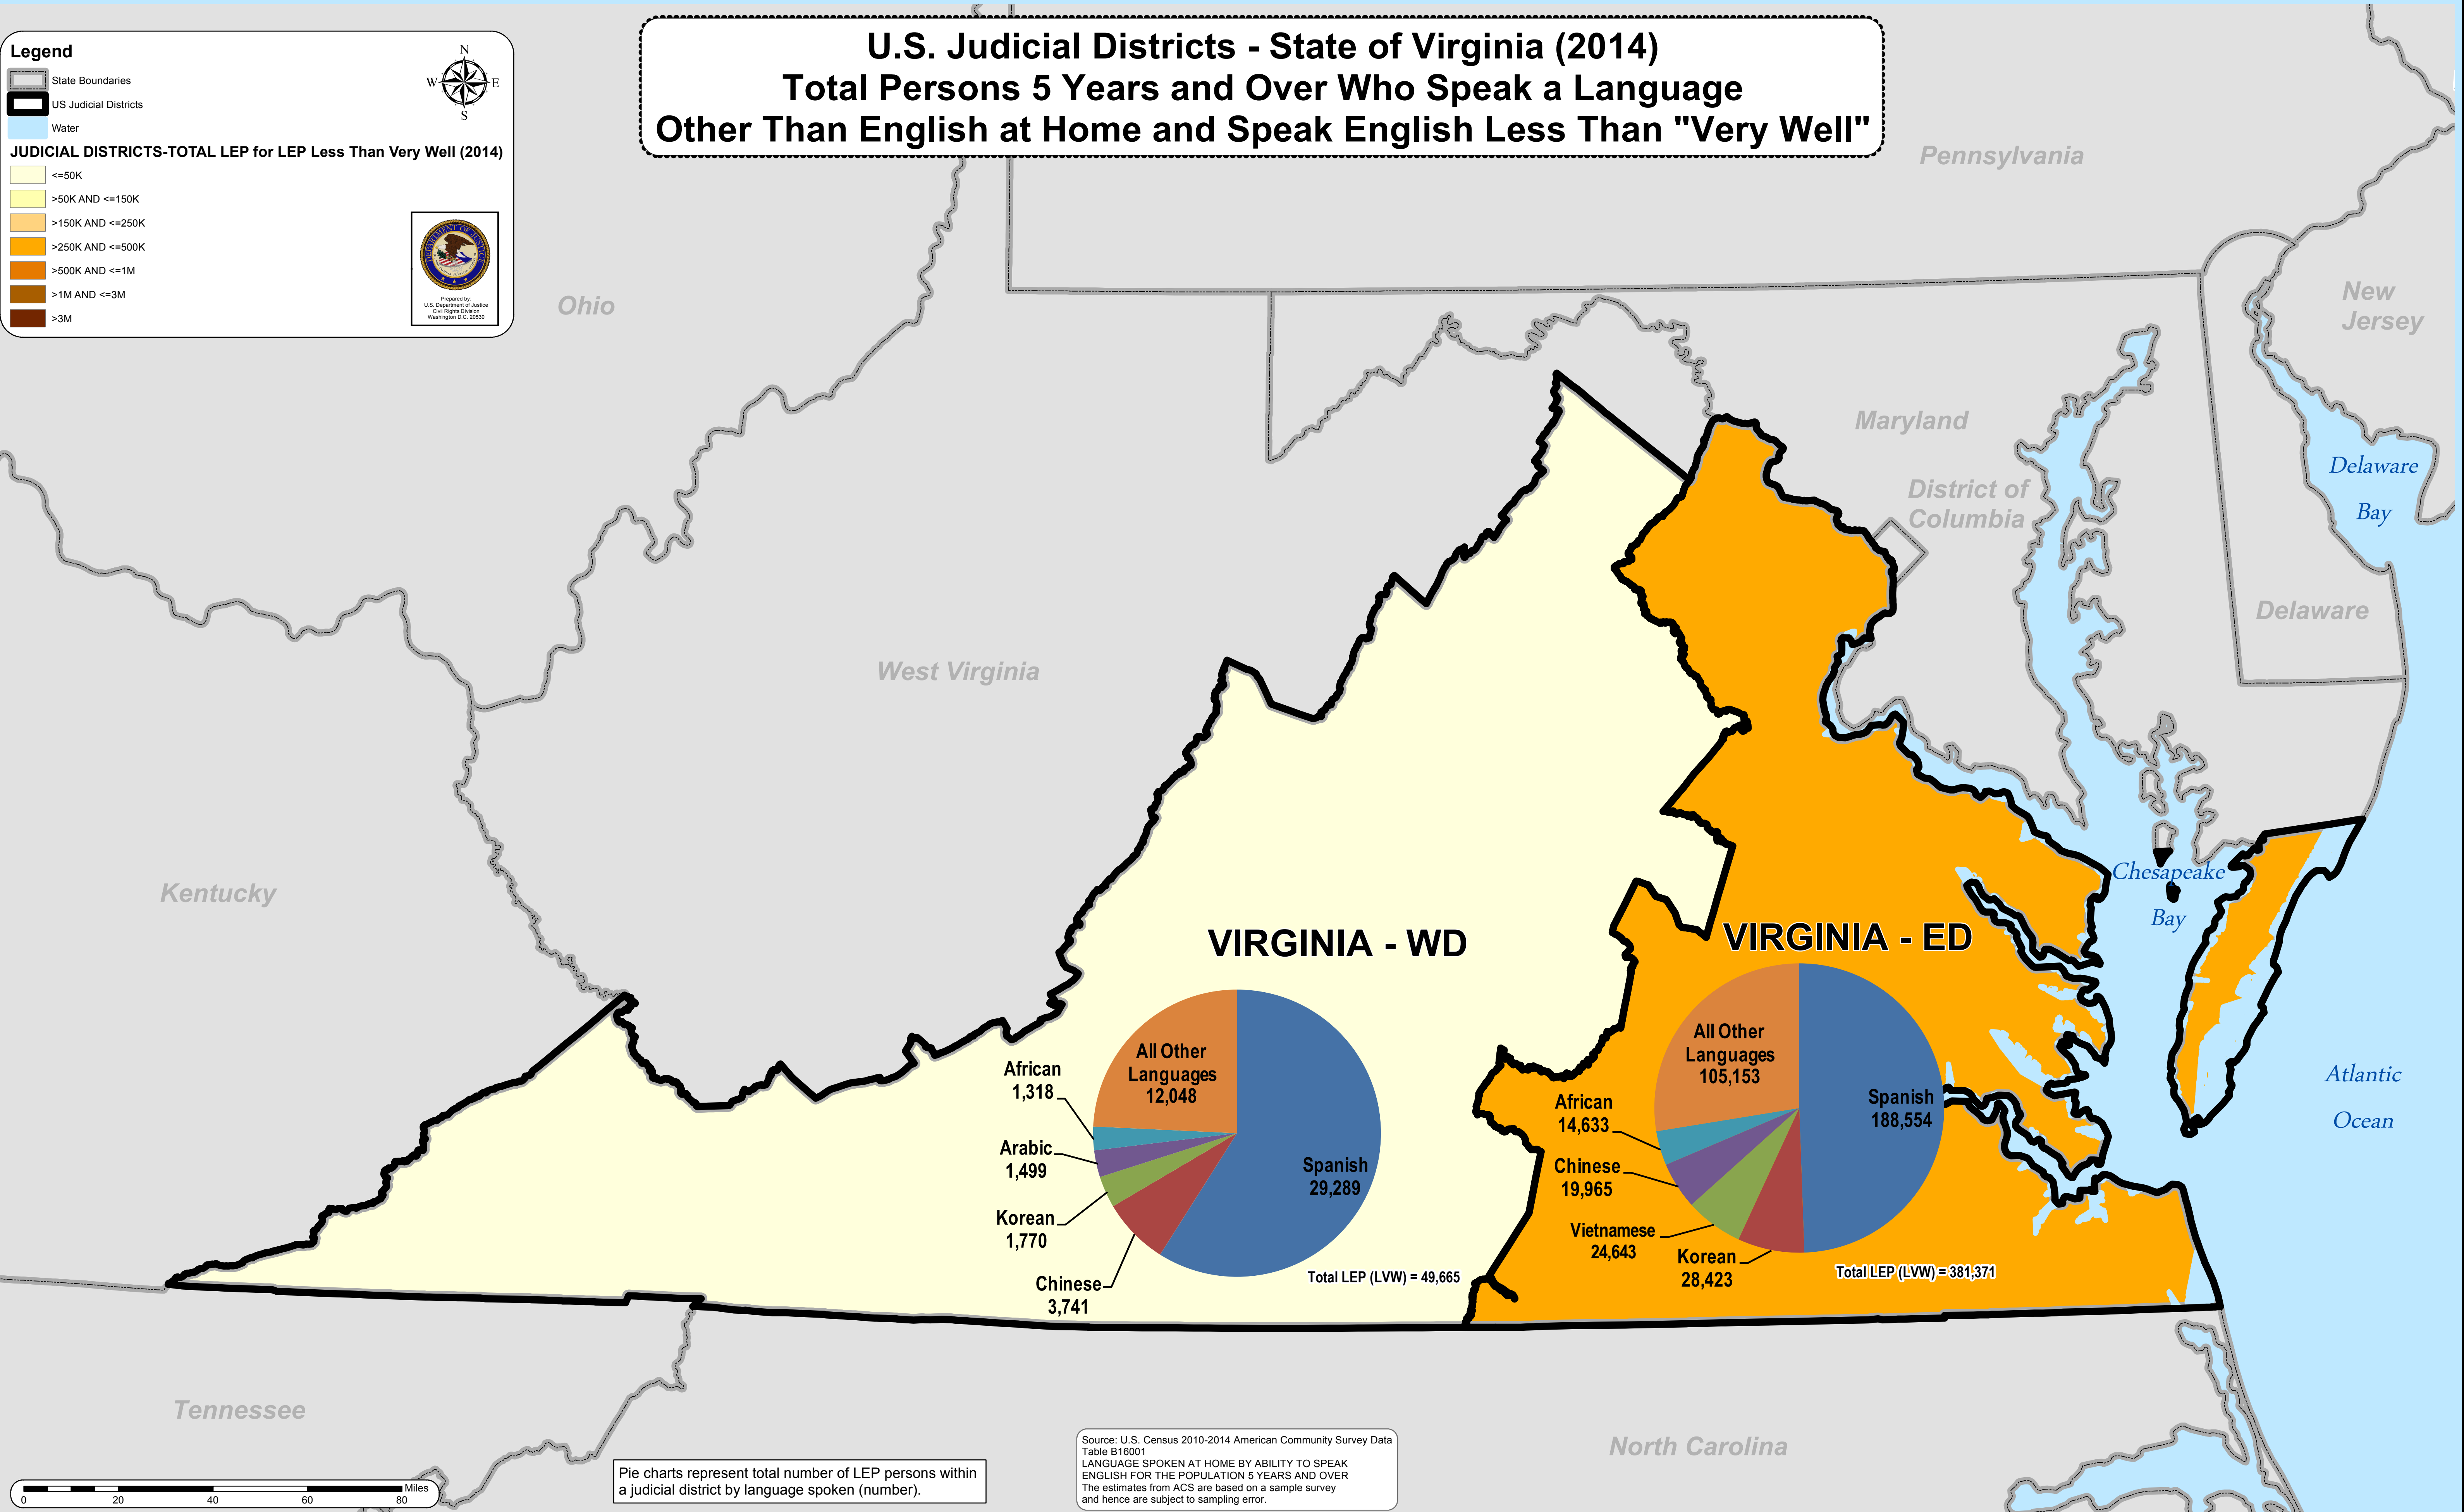 U.S. Judicial Districts - State of Virginia (2014)
Total Persons 5 Years and Over Who Speak a Language
Other Than English at Home and Speak English Less Than "Very Well"
Legend
State Boundaries
US Judicial Districts
Water
JUDICIAL DISTRICTS-TOTAL LEP for LEP Less Than Very Well (2014)
<=50K
>50K AND <=150K
>150K AND <=250K
>250K AND <=500K
>500K AND <=1M
>1M AND <=3M
>3M
N
W
E
S
Prepared by:
U.S. Department of Justice
Civil Rights Division
Washington D.C. 20530
Pennsylvania
Ohio
New
Jersey
Maryland
District of
Columbia
Delaware
Bay
Delaware
West Virginia
Kentucky
Chesapeake
Bay
Atlantic
Ocean
VIRGINIA - WD
All Other
Languages
12,048
African
1,318
Arabic
1,499
Korean
1,770
Chinese
3,741
Spanish
29,289
Total LEP (LVW) = 49,665
VIRGINIA - ED
All Other
Languages
105,153
African
14,633
Chinese
19,965
Vietnamese
24,643
Korean
28,423
Spanish
188,554
Total LEP (LVW) = 381,371
Tennessee
North Carolina
0 20 40 60 80 Miles
Pie charts represent total number of LEP persons within
a judicial district by language spoken (number).
Source: U.S. Census 2010-2014 American Community Survey Data
Table B16001
LANGUAGE SPOKEN AT HOME BY ABILITY TO SPEAK
ENGLISH FOR THE POPULATION 5 YEARS AND OVER
The estimates from ACS are based on a sample survey
and hence are subject to sampling error.